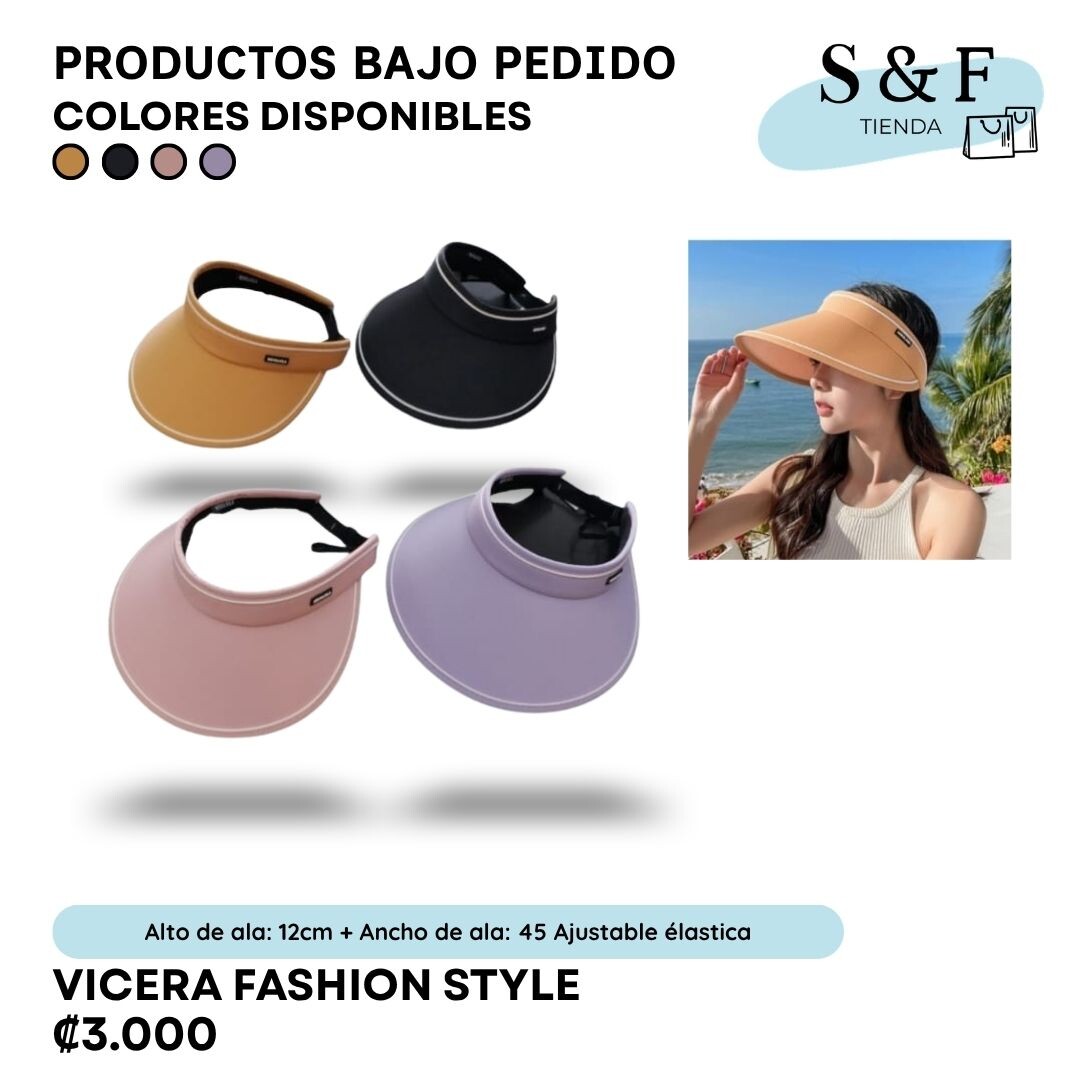 PRODUCTOS BAJO PEDIDO
COLORES DISPONIBLES
S & F
TIENDA
Alto de ala: 12cm + Ancho de ala: 45 Ajustable élastica
VICERA FASHION STYLE
₡3.000